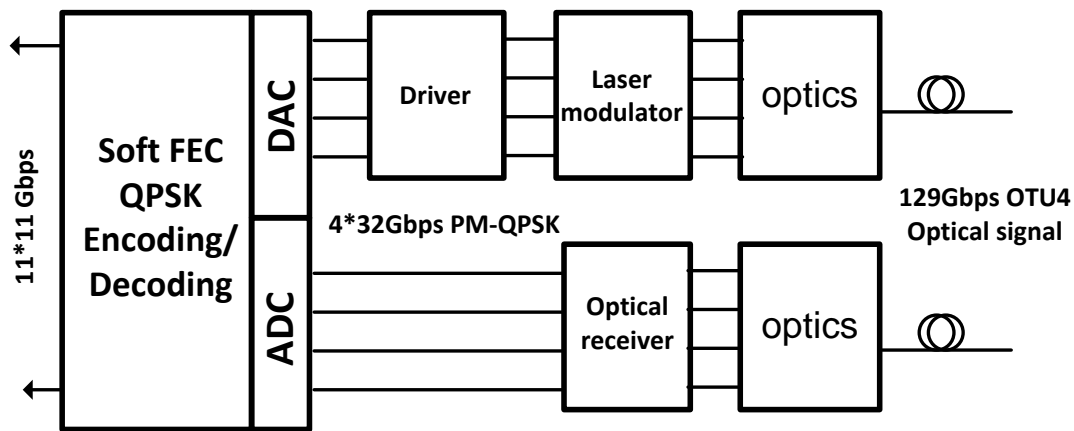 11*11 Gbps
Soft FEC
QPSK
Encoding/
Decoding
DAC
ADC
Driver
Laser
modulator
optics
4*32Gbps PM-QPSK
129Gbps OTU4
Optical signal
Optical
receiver
optics